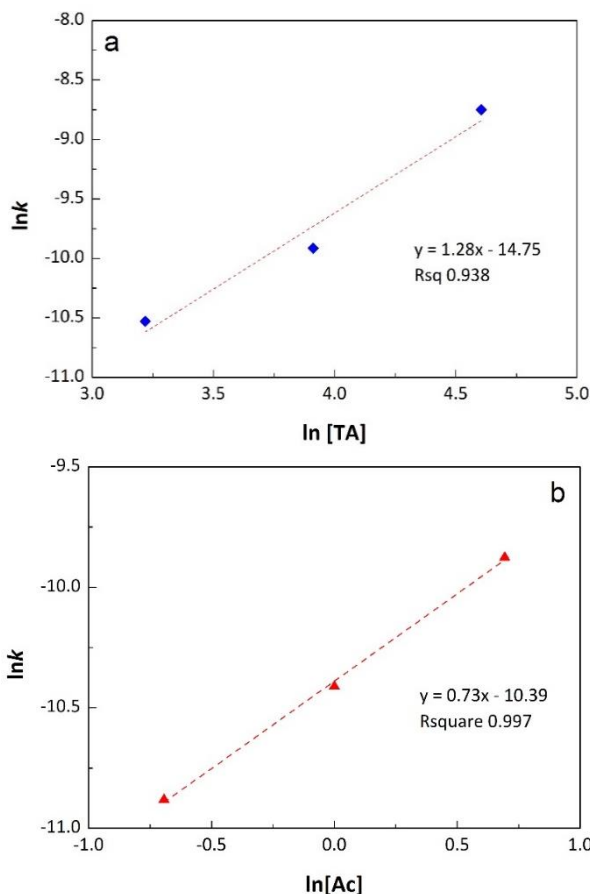 a
-8.0
-8.5
-9.0
-9.5
-10.0
-10.5
-11.0
lnk
y = 1.28x - 14.75
Rsq 0.938
3.0 3.5 4.0 4.5 5.0
ln [TA]
b
-9.5
-10.0
-10.5
-11.0
lnk
y = 0.73x - 10.39
Rsquare 0.997
-1.0 -0.5 0.0 0.5 1.0
ln[Ac]